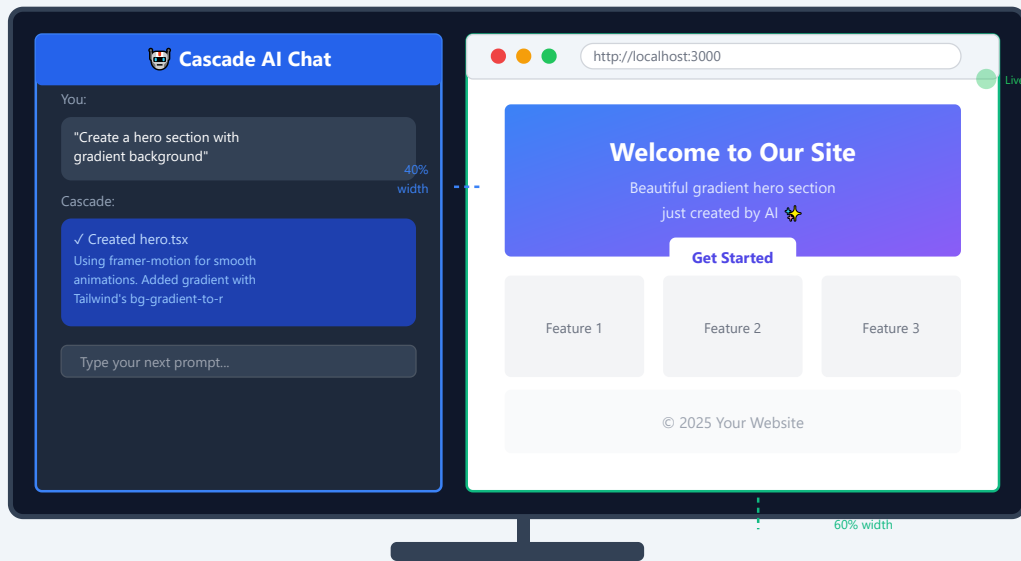 Cascade AI Chat
You:
"Create a hero section with
gradient background"
40%
width
Cascade:
✓ Created hero.tsx
Using framer-motion for smooth
animations. Added gradient with
Tailwind's bg-gradient-to-r
Type your next prompt...
http://localhost:3000
Live
Welcome to Our Site
Beautiful gradient hero section
just created by AI ✨
Get Started
Feature 1
Feature 2
Feature 3
© 2025 Your Website
60% width